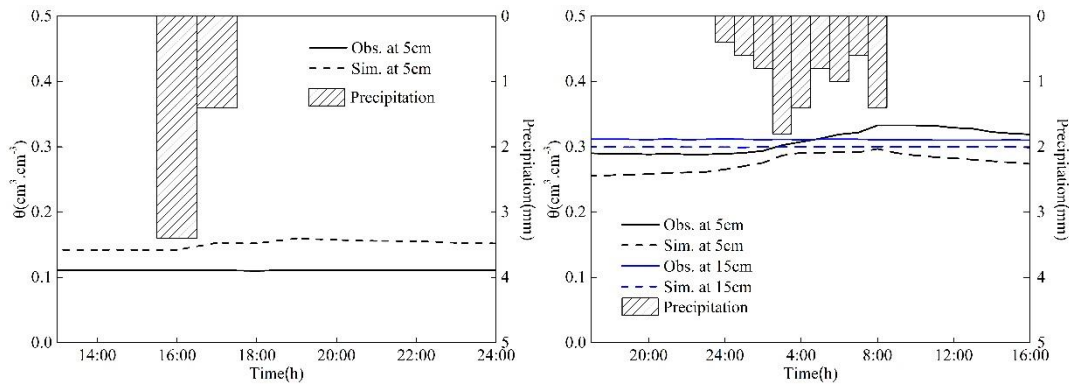 0.5
0.4
0.3
0.2
0.1
0.0
θ(cm³.cm⁻³)
0
1
2
3
4
5
Precipitation(mm)
Obs. at 5cm
Sim. at 5cm
Precipitation
14:00 16:00 18:00 20:00 22:00 24:00
Time(h)
0.5
0.4
0.3
0.2
0.1
0.0
θ(cm³.cm⁻³)
0
1
2
3
4
5
Precipitation(mm)
Obs. at 5cm
Sim. at 5cm
Obs. at 15cm
Sim. at 15cm
Precipitation
20:00 24:00 4:00 8:00 12:00 16:00
Time(h)